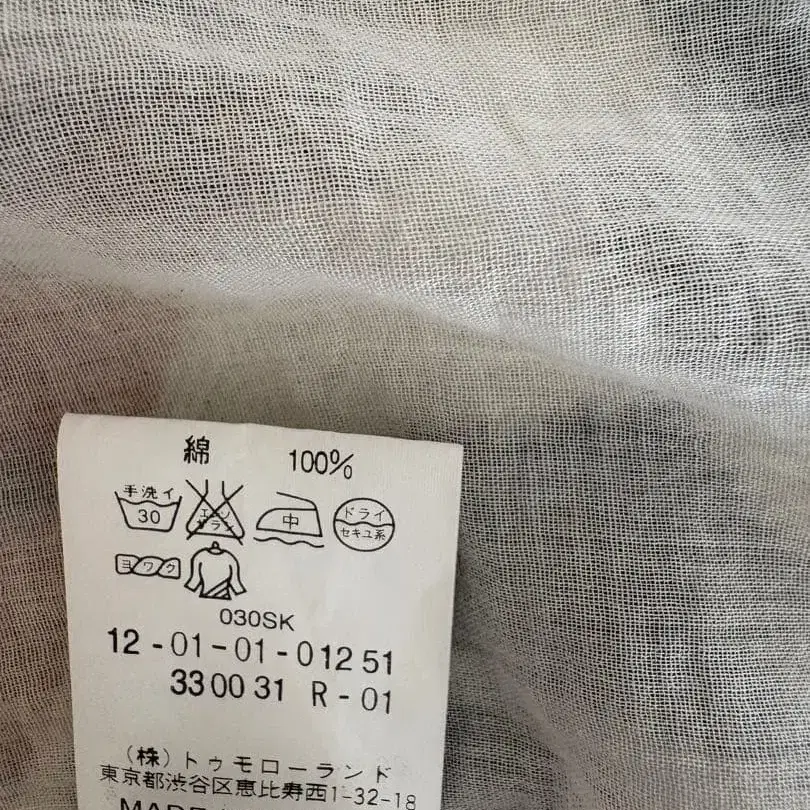 綿 100%
手洗イ
30
エンソ
サラシ
中
ドライ
セキユ系
ヨワク
030SK
12-01-01-01251
330031 R-01
(株)トゥモローランド
東京都渋谷区恵比寿西1-32-18
MADE